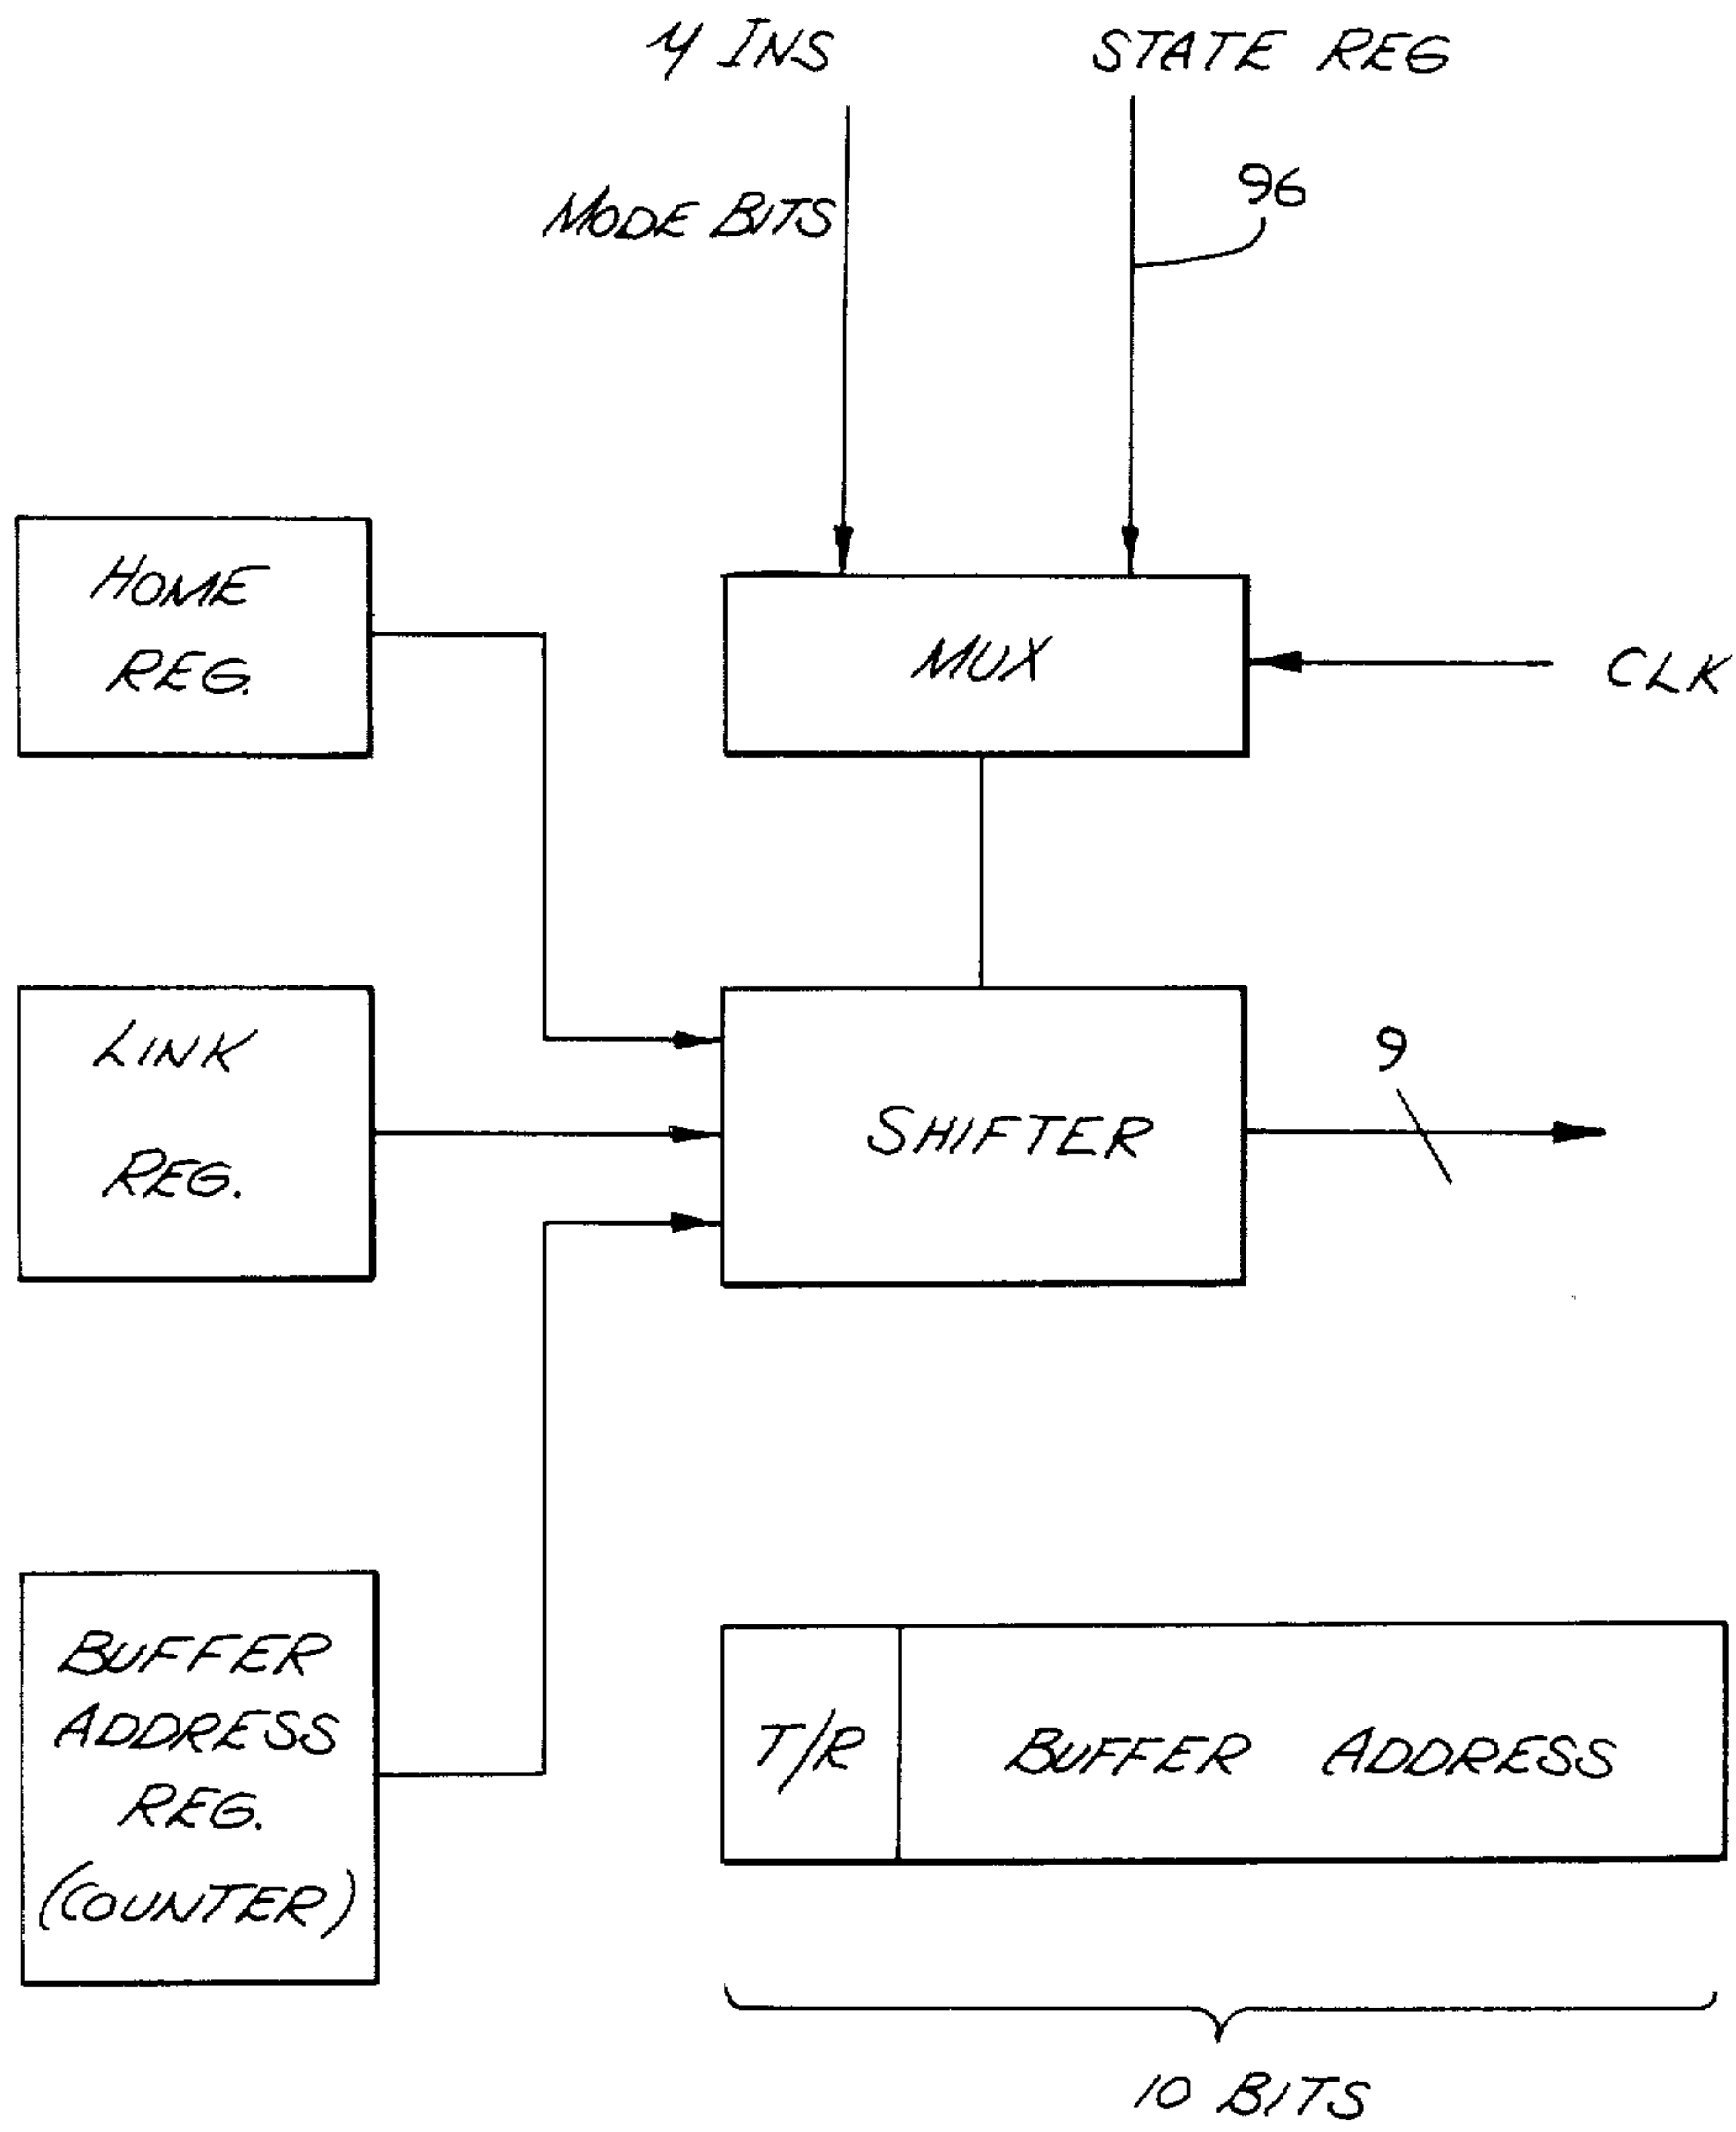 μ INS
STATE REG
MODE BITS
96
HOME
REG.
MUX
CLK
LINK
REG.
SHIFTER
9
BUFFER
ADDRESS
REG.
(COUNTER)
T/R
BUFFER ADDRESS
10 BITS